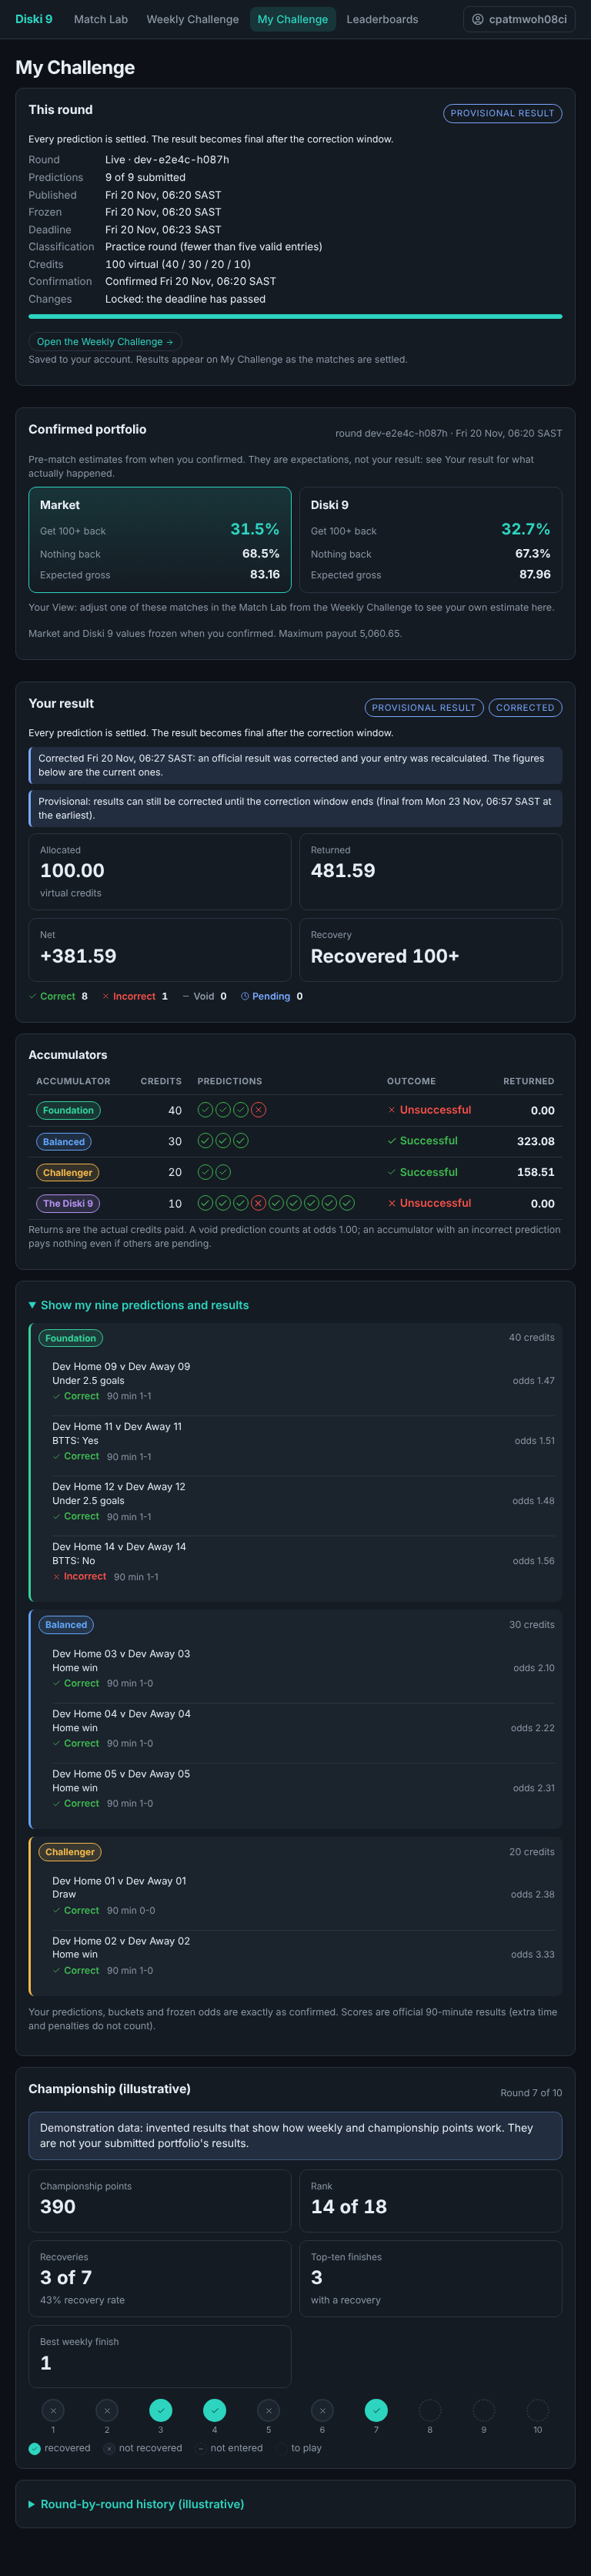 Diski 9
Match Lab
Weekly Challenge
My Challenge
Leaderboards
cpatmwoh08ci
My Challenge
This round
PROVISIONAL RESULT
Every prediction is settled. The result becomes final after the correction window.
Round Live · dev-e2e4c-h087h
Predictions 9 of 9 submitted
Published Fri 20 Nov, 06:20 SAST
Frozen Fri 20 Nov, 06:20 SAST
Deadline Fri 20 Nov, 06:23 SAST
Classification Practice round (fewer than five valid entries)
Credits 100 virtual (40 / 30 / 20 / 10)
Confirmation Confirmed Fri 20 Nov, 06:20 SAST
Changes Locked: the deadline has passed
Open the Weekly Challenge →
Saved to your account. Results appear on My Challenge as the matches are settled.
Confirmed portfolio
round dev-e2e4c-h087h · Fri 20 Nov, 06:20 SAST
Pre-match estimates from when you confirmed. They are expectations, not your result: see Your result for what
actually happened.
Market
Get 100+ back 31.5%
Nothing back 68.5%
Expected gross 83.16
Diski 9
Get 100+ back 32.7%
Nothing back 67.3%
Expected gross 87.96
Your View: adjust one of these matches in the Match Lab from the Weekly Challenge to see your own estimate here.
Market and Diski 9 values frozen when you confirmed. Maximum payout 5,060.65.
Your result
PROVISIONAL RESULT
CORRECTED
Every prediction is settled. The result becomes final after the correction window.
Corrected Fri 20 Nov, 06:27 SAST: an official result was corrected and your entry was recalculated. The figures
below are the current ones.
Provisional: results can still be corrected until the correction window ends (final from Mon 23 Nov, 06:57 SAST at
the earliest).
Allocated
100.00
virtual credits
Returned
481.59
Net
+381.59
Recovery
Recovered 100+
Correct 8
Incorrect 1
Void 0
Pending 0
Accumulators
ACCUMULATOR CREDITS PREDICTIONS OUTCOME RETURNED
Foundation 40 Unsuccessful 0.00
Balanced 30 Successful 323.08
Challenger 20 Successful 158.51
The Diski 9 10 Unsuccessful 0.00
Returns are the actual credits paid. A void prediction counts at odds 1.00; an accumulator with an incorrect prediction
pays nothing even if others are pending.
Show my nine predictions and results
Foundation 40 credits
Dev Home 09 v Dev Away 09
Under 2.5 goals odds 1.47
Correct 90 min 1-1
Dev Home 11 v Dev Away 11
BTTS: Yes odds 1.51
Correct 90 min 1-1
Dev Home 12 v Dev Away 12
Under 2.5 goals odds 1.48
Correct 90 min 1-1
Dev Home 14 v Dev Away 14
BTTS: No odds 1.56
Incorrect 90 min 1-1
Balanced 30 credits
Dev Home 03 v Dev Away 03
Home win odds 2.10
Correct 90 min 1-0
Dev Home 04 v Dev Away 04
Home win odds 2.22
Correct 90 min 1-0
Dev Home 05 v Dev Away 05
Home win odds 2.31
Correct 90 min 1-0
Challenger 20 credits
Dev Home 01 v Dev Away 01
Draw odds 2.38
Correct 90 min 0-0
Dev Home 02 v Dev Away 02
Home win odds 3.33
Correct 90 min 1-0
Your predictions, buckets and frozen odds are exactly as confirmed. Scores are official 90-minute results (extra time
and penalties do not count).
Championship (illustrative)
Round 7 of 10
Demonstration data: invented results that show how weekly and championship points work. They
are not your submitted portfolio's results.
Championship points
390
Rank
14 of 18
Recoveries
3 of 7
43% recovery rate
Top-ten finishes
3
with a recovery
Best weekly finish
1
1 2 3 4 5 6 7 8 9 10
recovered not recovered not entered to play
Round-by-round history (illustrative)